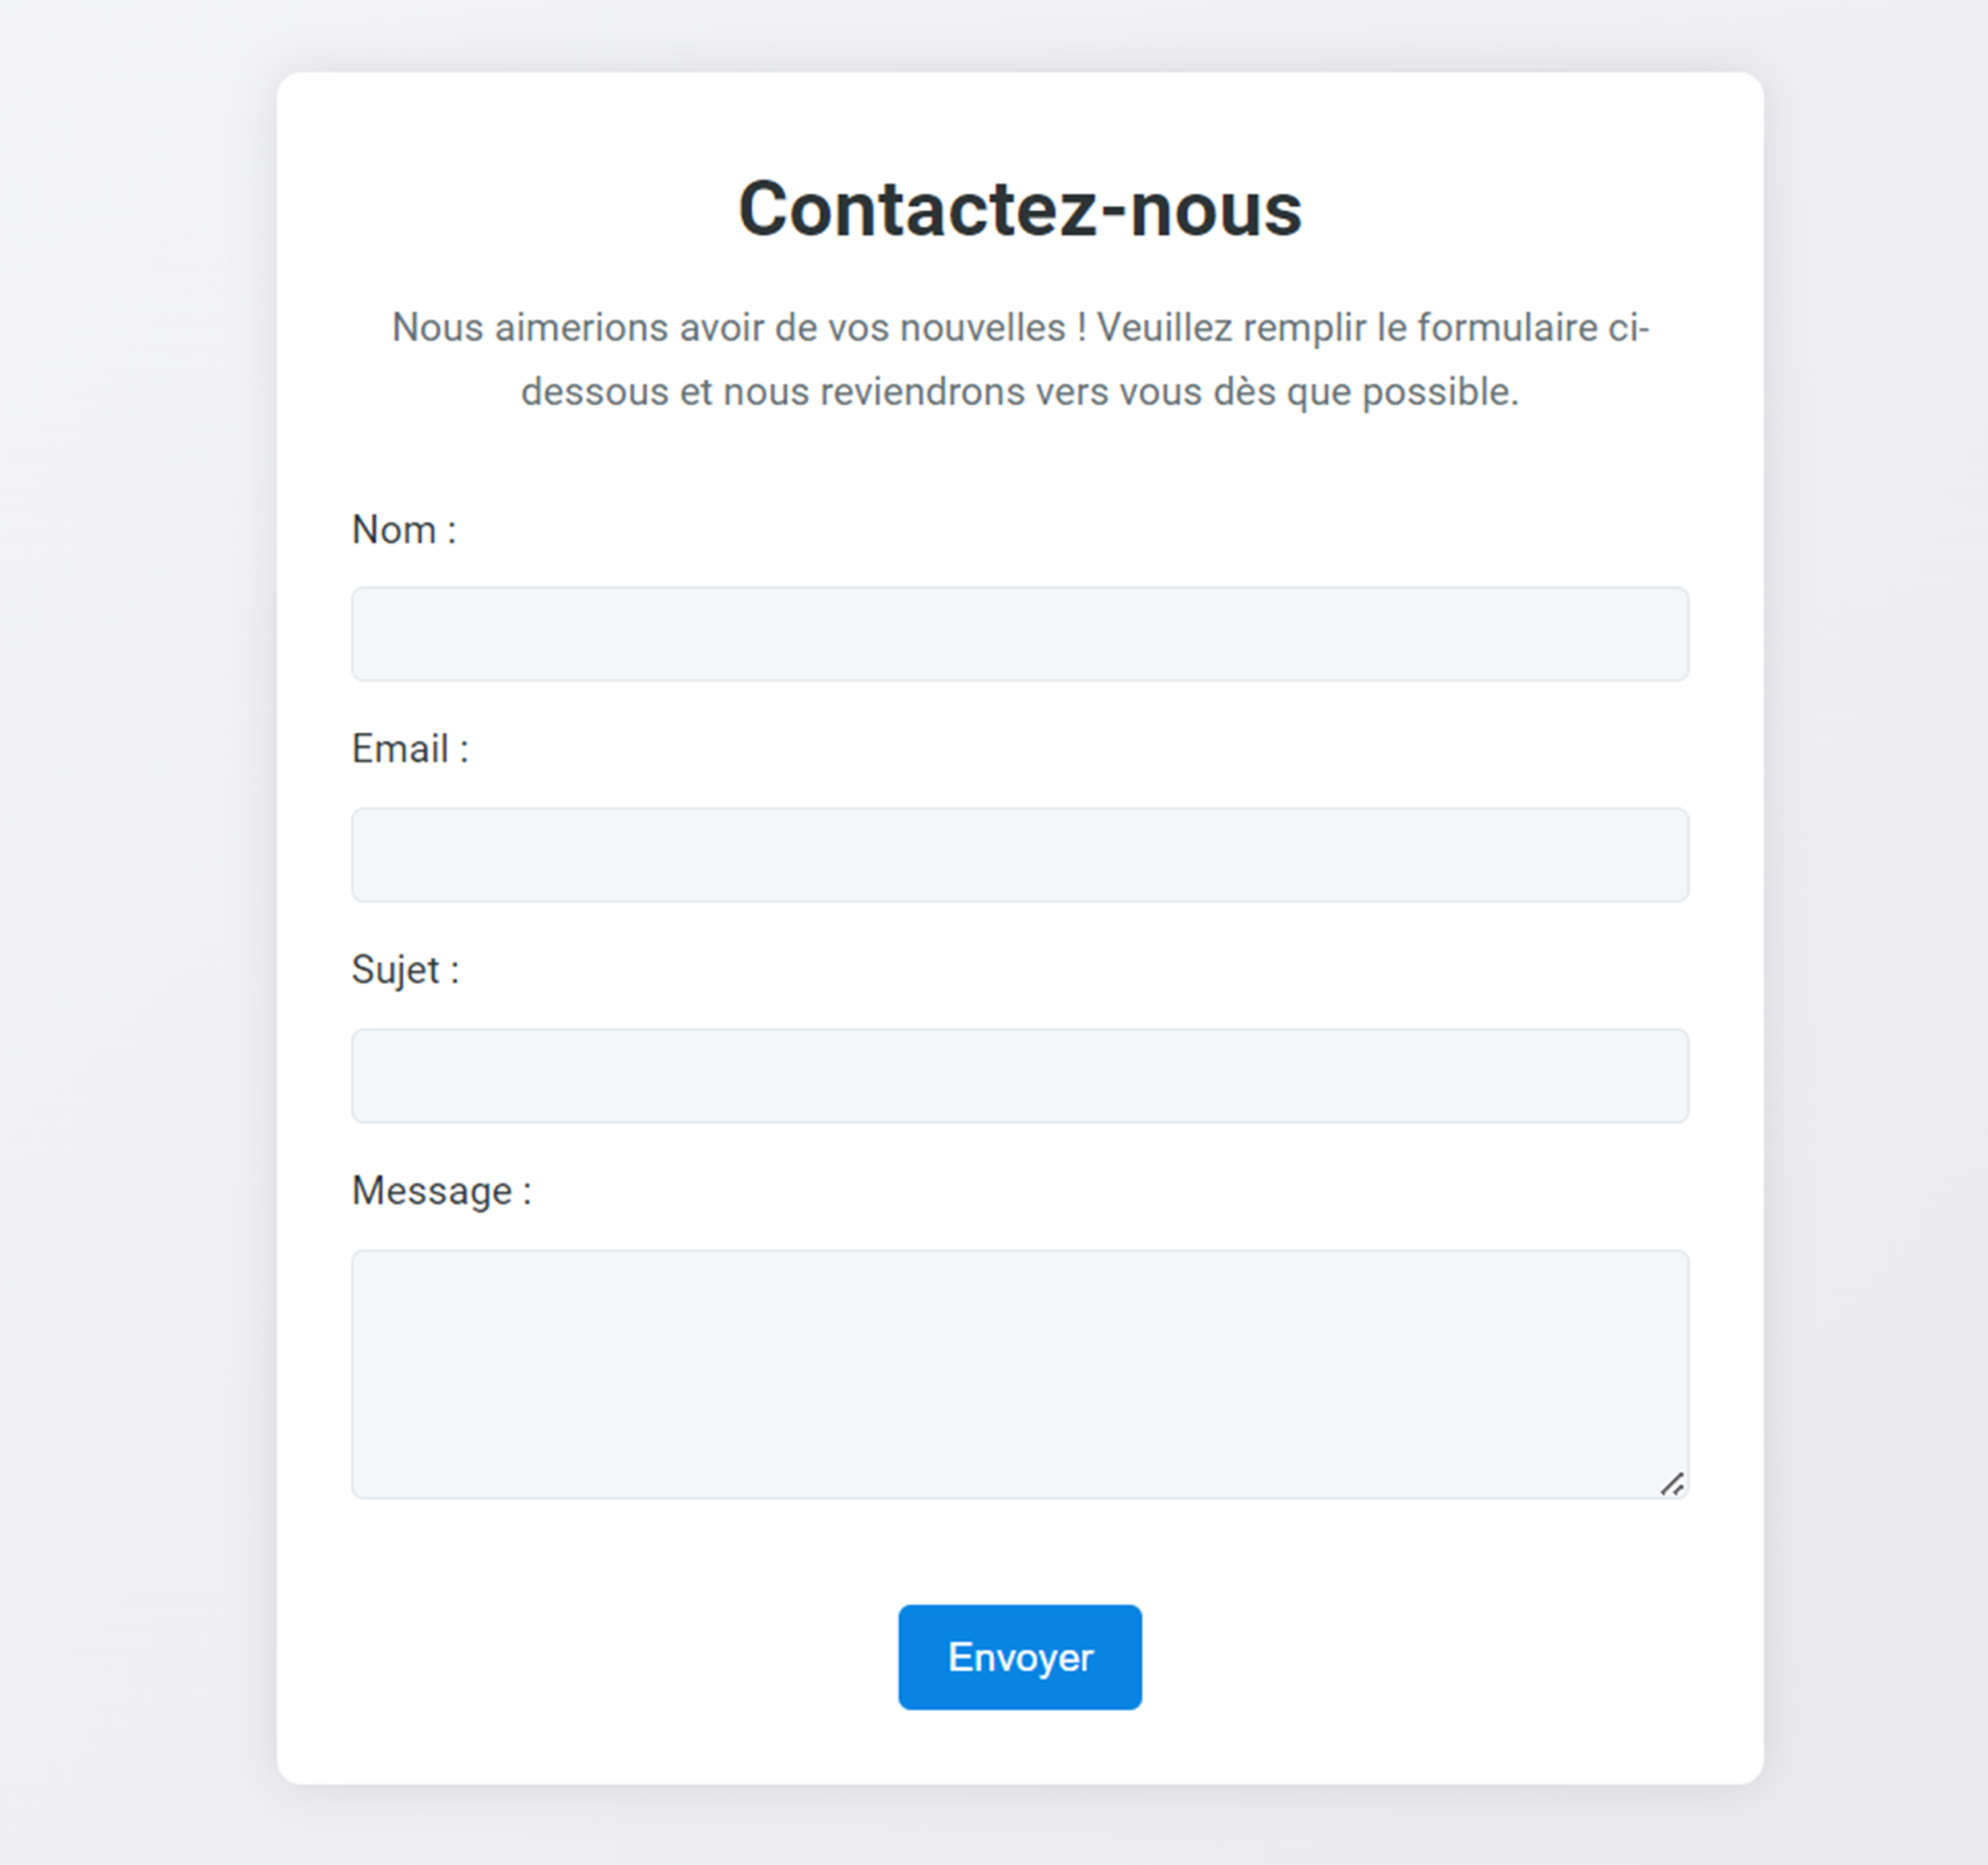 Contactez-nous
Nous aimerions avoir de vos nouvelles ! Veuillez remplir le formulaire ci-
dessous et nous reviendrons vers vous dès que possible.
Nom :
Email :
Sujet :
Message :
Envoyer